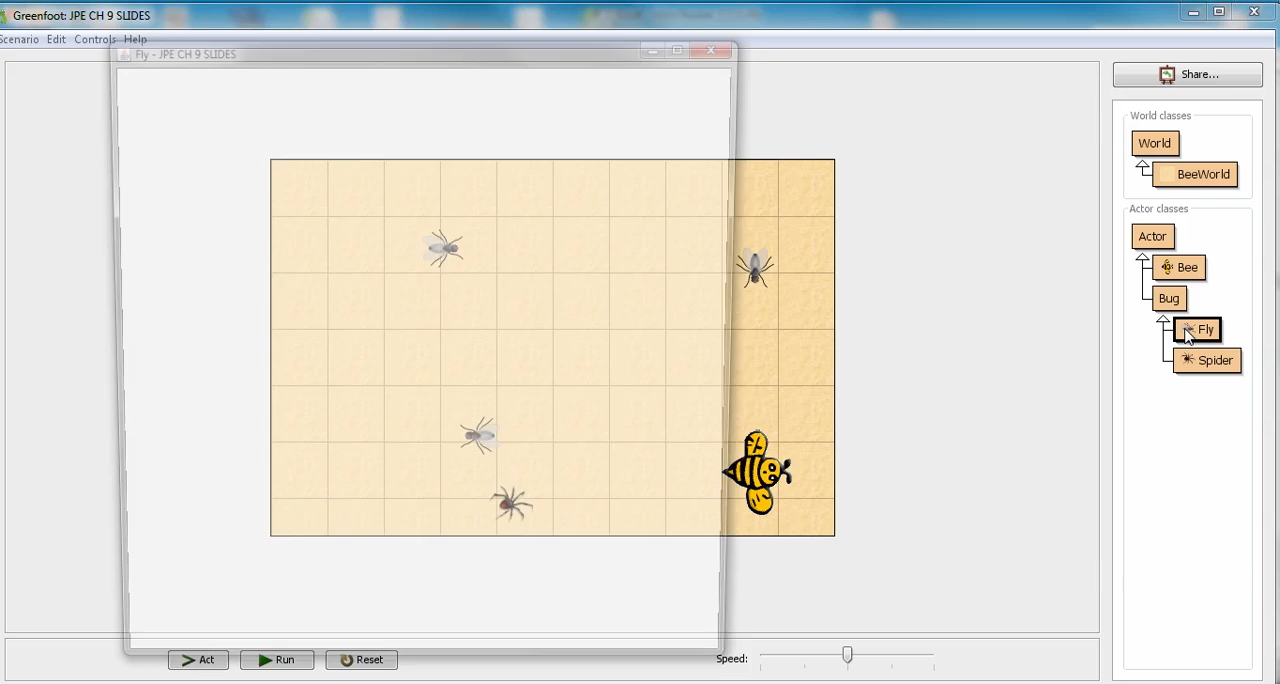 Greenfoot: JPE CH 9 SLIDES
Scenario Edit Controls Help
Fly - JPE CH 9 SLIDES
Share...
World classes
World
BeeWorld
Actor classes
Actor
Bee
Bug
Fly
Spider
Act Run Reset Speed: